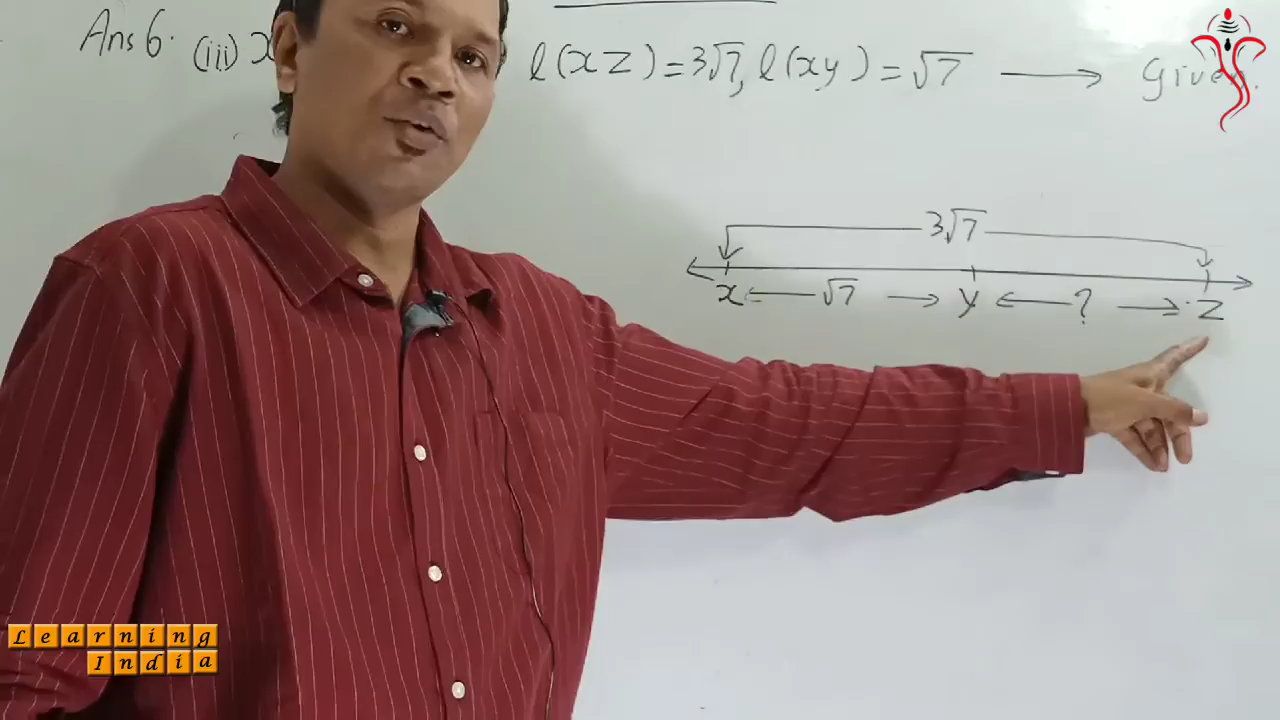 Ans 6. (iii) x l(xz) = 3√7, l(xy) = √7 → Given.
3√7
x ← √7 → y ← ? → z
Learning
India